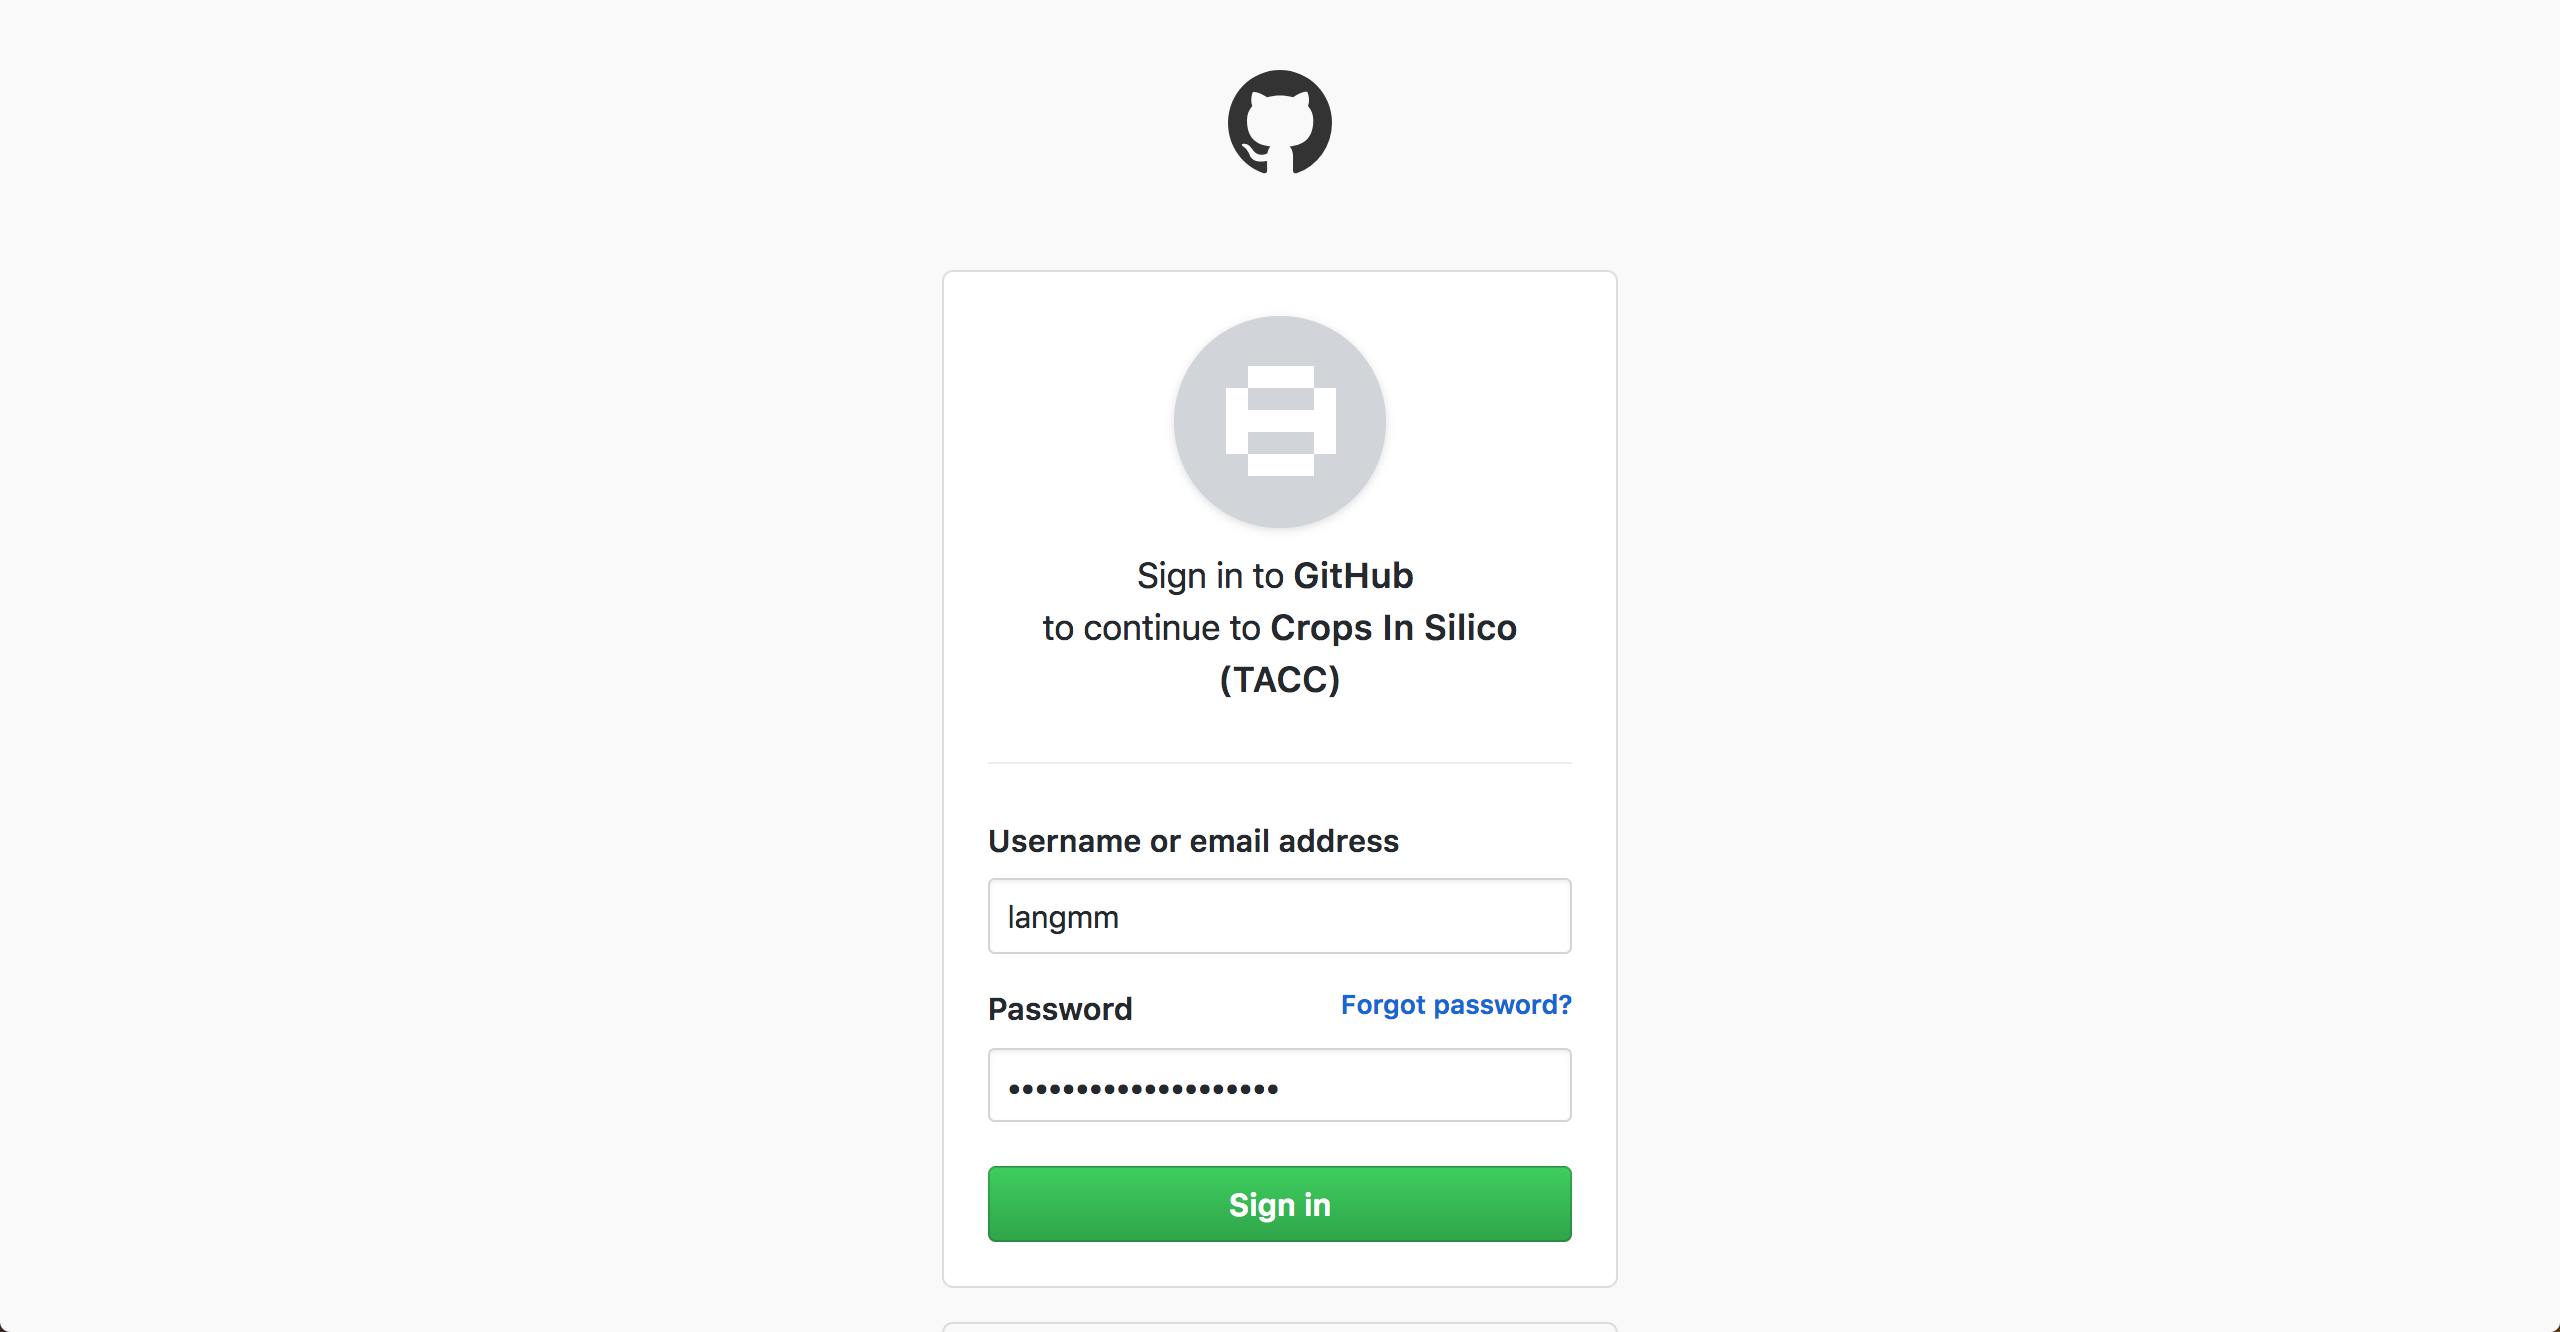 Sign in to GitHub
to continue to Crops In Silico
(TACC)
Username or email address
langmm
Password
Forgot password?
••••••••••••••••••••
Sign in